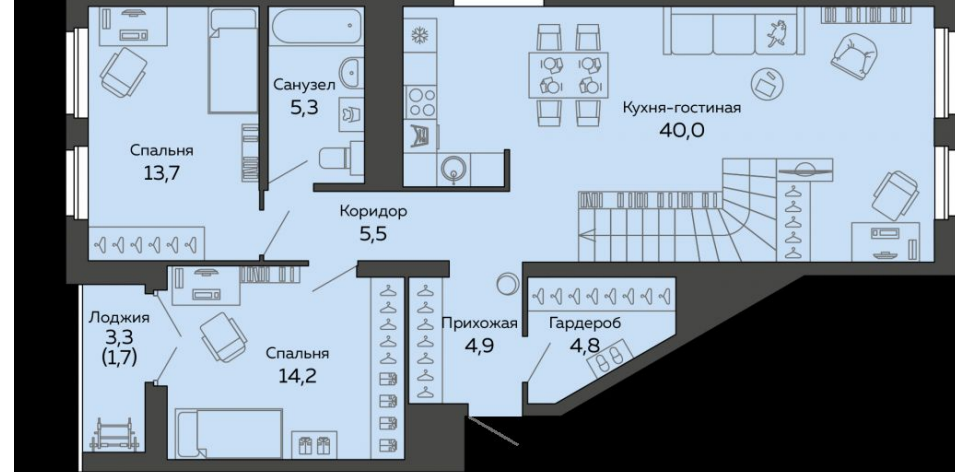 Санузел
5,3
Кухня-гостиная
40,0
Спальня
13,7
Коридор
5,5
Лоджия
3,3
(1,7)
Спальня
14,2
Прихожая
4,9
Гардероб
4,8